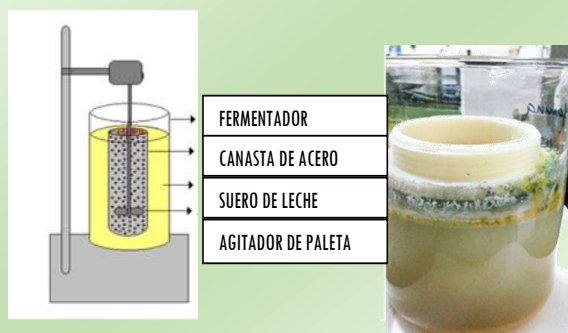 FERMENTADOR
CANASTA DE ACERO
SUERO DE LECHE
AGITADOR DE PALETA